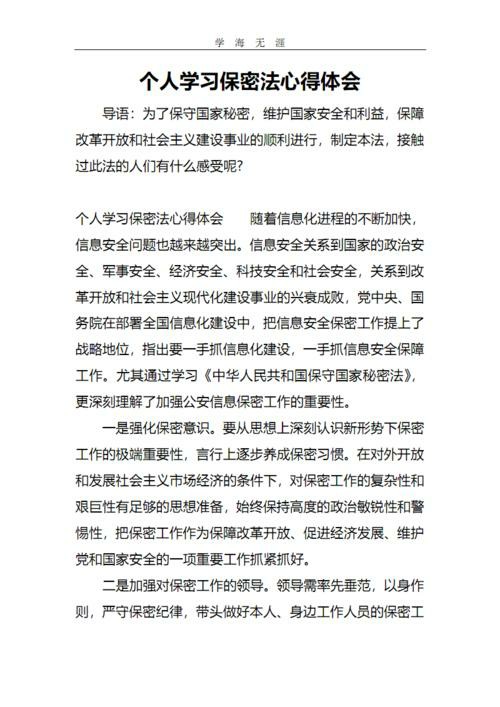 学 海 无 涯
个人学习保密法心得体会
导语：为了保守国家秘密，维护国家安全和利益，保障
改革开放和社会主义建设事业的顺利进行，制定本法，接触
过此法的人们有什么感受呢？
个人学习保密法心得体会 随着信息化进程的不断加快，
信息安全问题也越来越突出。信息安全关系到国家的政治安
全、军事安全、经济安全、科技安全和社会安全，关系到改
革开放和社会主义现代化建设事业的兴衰成败，党中央、国
务院在部署全国信息化建设中，把信息安全保密工作提上了
战略地位，指出要一手抓信息化建设，一手抓信息安全保障
工作。尤其通过学习《中华人民共和国保守国家秘密法》，
更深刻理解了加强公安信息保密工作的重要性。
一是强化保密意识。要从思想上深刻认识新形势下保密
工作的极端重要性，言行上逐步养成保密习惯。在对外开放
和发展社会主义市场经济的条件下，对保密工作的复杂性和
艰巨性有足够的思想准备，始终保持高度的政治敏锐性和警
惕性，把保密工作作为保障改革开放、促进经济发展、维护
党和国家安全的一项重要工作抓紧抓好。
二是加强对保密工作的领导。领导需率先垂范，以身作
则，严守保密纪律，带头做好本人、身边工作人员的保密工